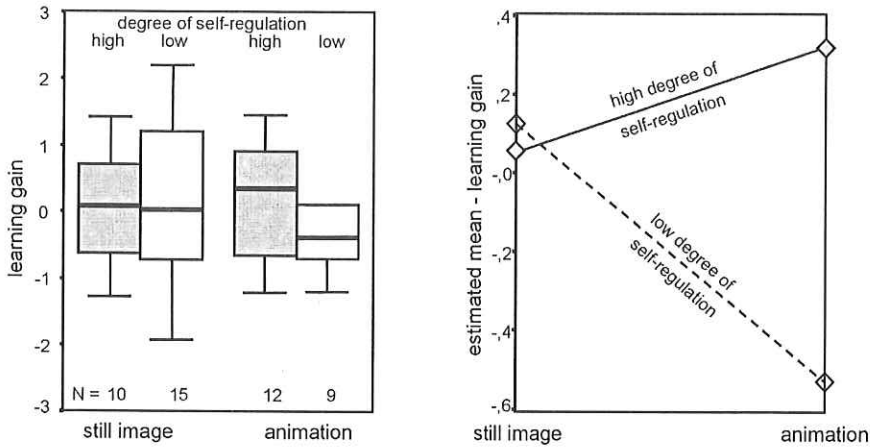 degree of self-regulation
high low high low
3
2
1
0
-1
-2
-3
learning gain
N = 10 15 12 9
still image animation
,4
,2
-,0
-,2
-,4
-,6
estimated mean - learning gain
high degree of
self-regulation
low degree of
self-regulation
still image animation